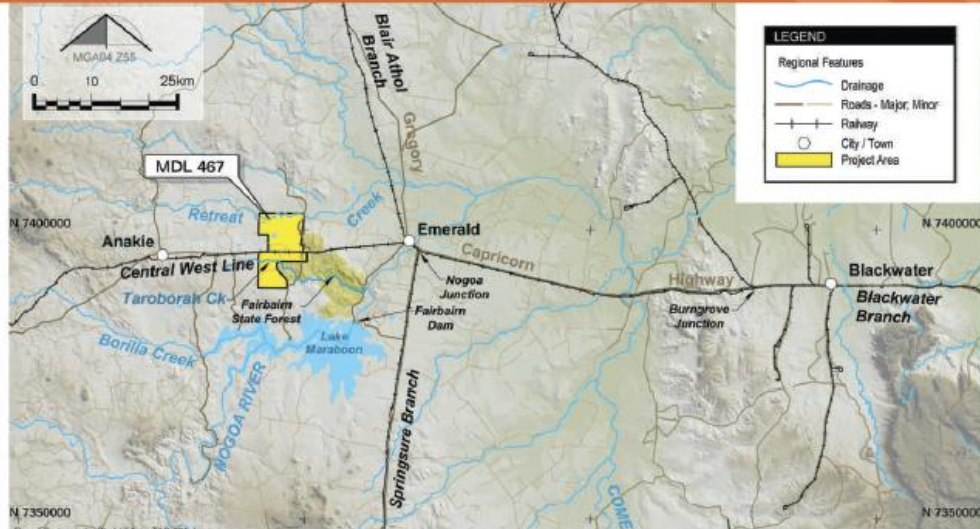 MGA94 Z55
0 10 25km
LEGEND
Regional Features
Drainage
Roads - Major, Minor
Railway
City / Town
Project Area
Blair Athol
Branch
Gregory
MDL 467
Retreat
Creek
N 7400000
N 7400000
Anakie
Emerald
Central West Line
Capricorn
Highway
Nogoa
Junction
Blackwater
Blackwater
Branch
Taroborah Ck
Fairbairn
State Forest
Fairbairn
Dam
Burngrove
Junction
Lake
Maraboon
Borilla Creek
NOGOA RIVER
Springsure Branch
COME
N 7350000
N 7350000